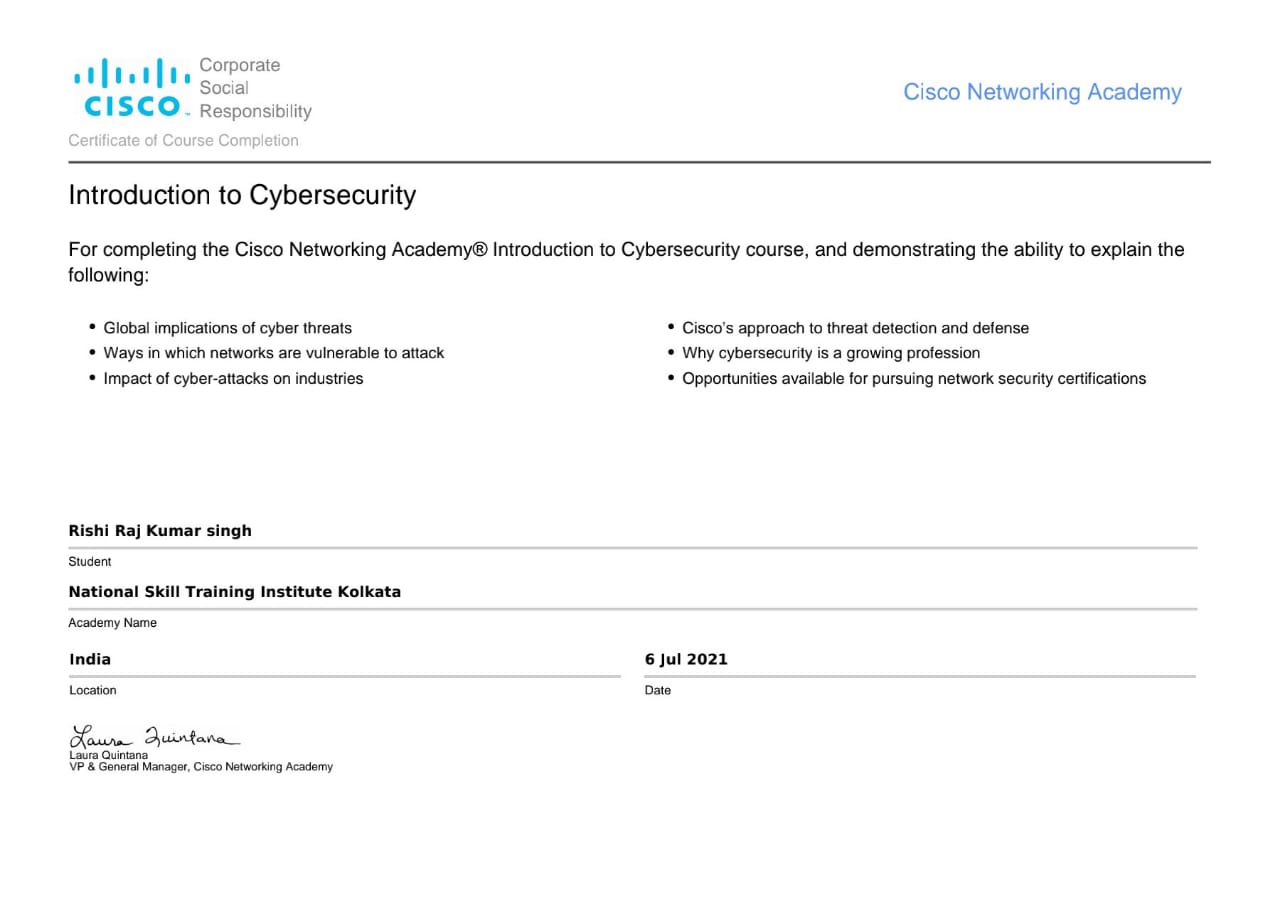 Corporate
Social
CISCO™ Responsibility
Cisco Networking Academy
Certificate of Course Completion
Introduction to Cybersecurity
For completing the Cisco Networking Academy® Introduction to Cybersecurity course, and demonstrating the ability to explain the
following:
• Global implications of cyber threats
• Ways in which networks are vulnerable to attack
• Impact of cyber-attacks on industries
• Cisco’s approach to threat detection and defense
• Why cybersecurity is a growing profession
• Opportunities available for pursuing network security certifications
Rishi Raj Kumar singh
Student
National Skill Training Institute Kolkata
Academy Name
India
Location
6 Jul 2021
Date
Laura Quintana
Laura Quintana
VP & General Manager, Cisco Networking Academy